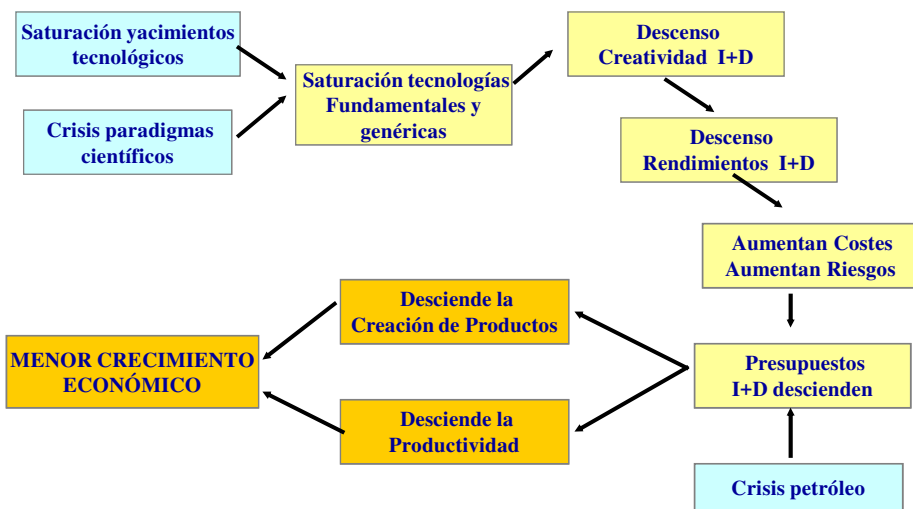 Saturación yacimientos
tecnológicos
Crisis paradigmas
científicos
Saturación tecnologías
Fundamentales y
genéricas
Descenso
Creatividad I+D
Descenso
Rendimientos I+D
Aumentan Costes
Aumentan Riesgos
Presupuestos
I+D descienden
Crisis petróleo
Desciende la
Creación de Productos
Desciende la
Productividad
MENOR CRECIMIENTO
ECONÓMICO